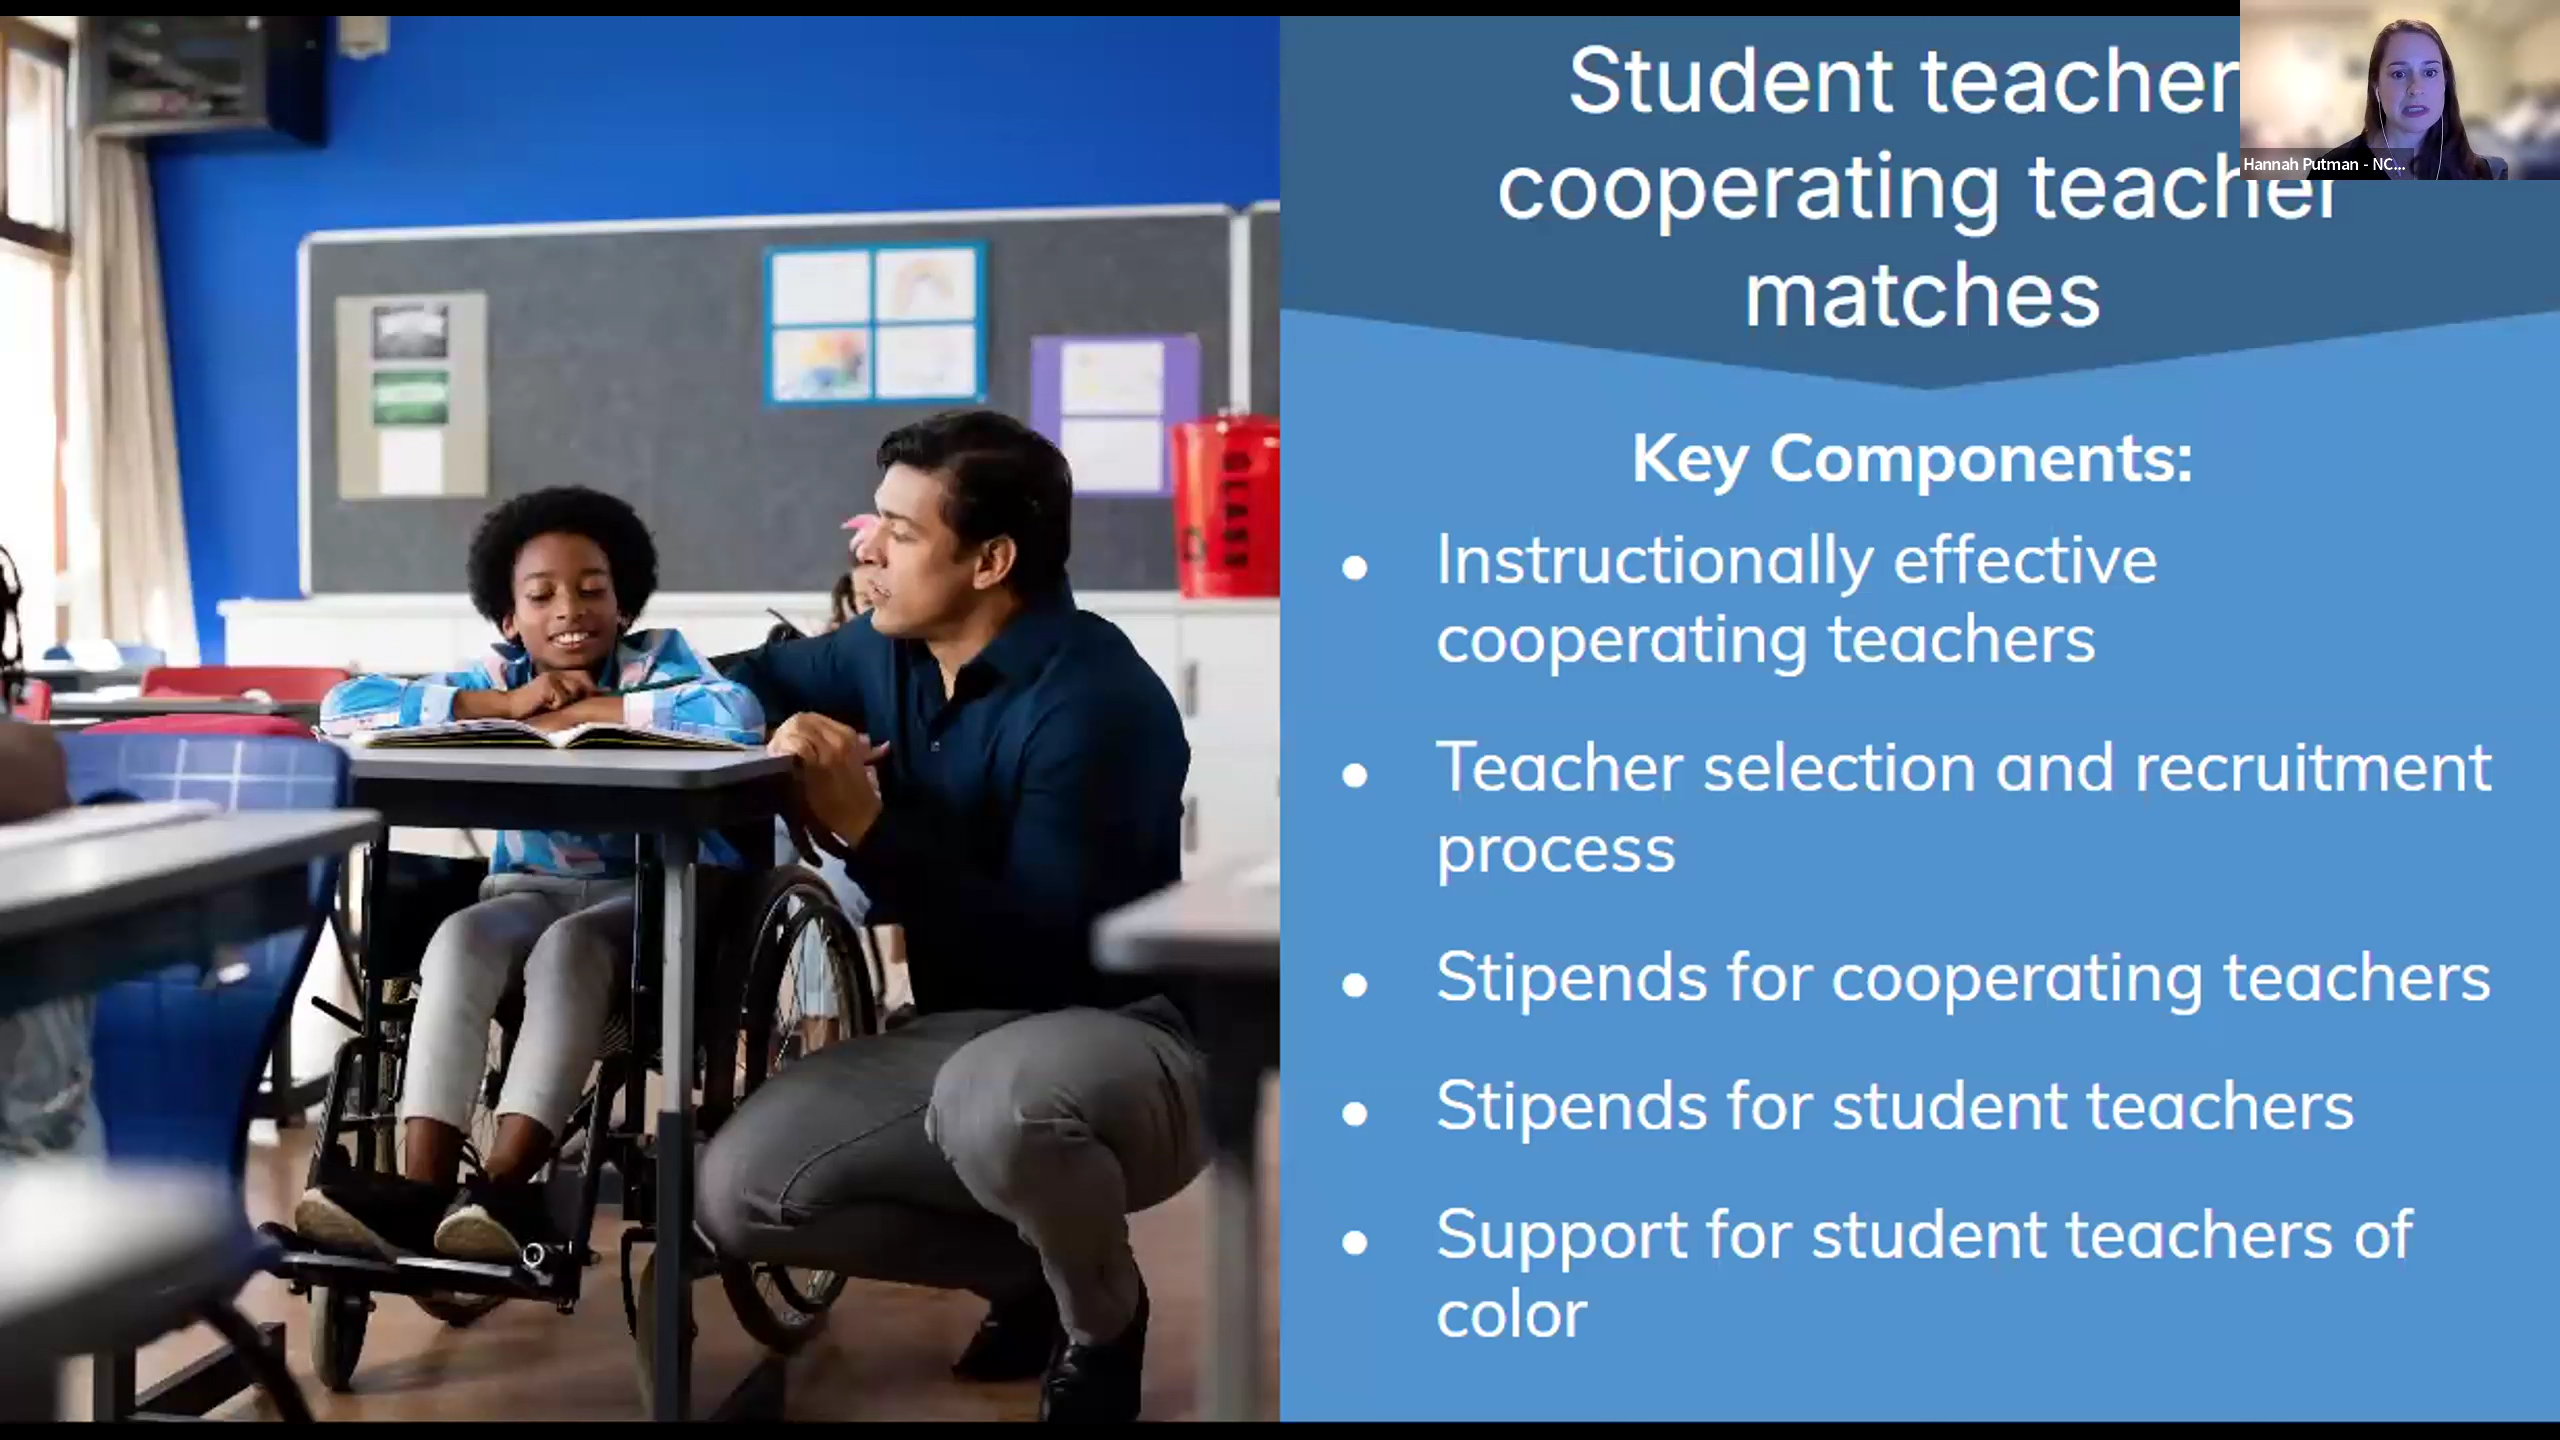 Student teacher
cooperating teacher
matches
Hannah Putman - NC...
Key Components:
• Instructionally effective
cooperating teachers
• Teacher selection and recruitment
process
• Stipends for cooperating teachers
• Stipends for student teachers
• Support for student teachers of
color
GLASS